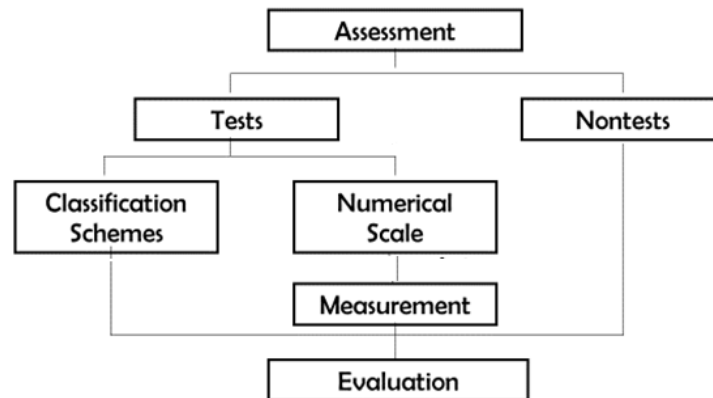 Assessment
Tests
Nontests
Classification
Schemes
Numerical
Scale
Measurement
Evaluation